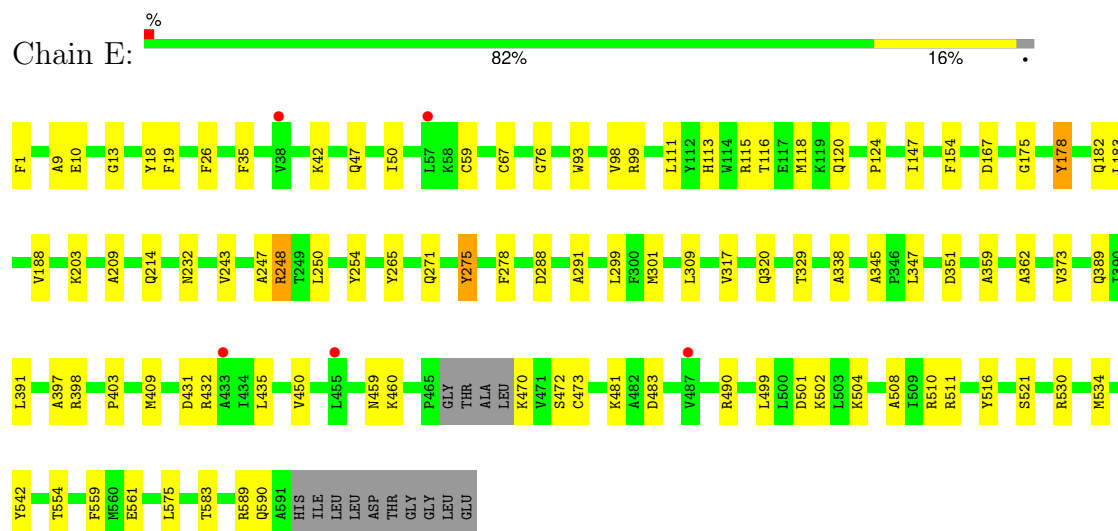 %
Chain E:
82% 16% •
F1 A9 E10 G13 Y18 F19 F26 F35 V38 K42 Q47 I50 L57 K58 C59 C67 G76 W93 V98 R99 L111 Y112 H113 W114 R115 T116 E117 M118 K119 Q120 P124 I147 F154 D167 G175 Y178 Q182 L183
V188 K203 A209 Q214 N232 V243 A247 R248 T249 L250 Y254 Y265 Q271 Y275 F278 D288 A291 L299 F300 M301 L309 V317 Q320 T329 A338 A345 P346 L347 D351 A359 A362 V373 Q389 I390
L391 A397 R398 P403 M409 D431 R432 A433 I434 L435 V450 L455 N459 K460 P465 GLY THR ALA LEU K470 V471 S472 C473 K481 A482 D483 V487 R490 L499 L500 D501 K502 L503 K504 A508 I509 R510 R511 Y516 S521 R530 M534
Y542 T554 F559 M560 E561 L575 T583 R589 Q590 A591 HIS ILE LEU LEU ASP THR GLY GLY LEU GLU